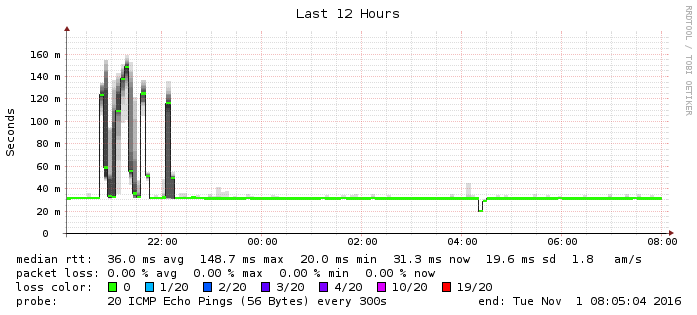 Last 12 Hours
RRDTOOL / TOBI OETIKER
Seconds
160 m
140 m
120 m
100 m
80 m
60 m
40 m
20 m
0
22:00 00:00 02:00 04:00 06:00 08:00
median rtt: 36.0 ms avg 148.7 ms max 20.0 ms min 31.3 ms now 19.6 ms sd 1.8 am/s
packet loss: 0.00 % avg 0.00 % max 0.00 % min 0.00 % now
loss color: 0 1/20 2/20 3/20 4/20 10/20 19/20
probe: 20 ICMP Echo Pings (56 Bytes) every 300s end: Tue Nov 1 08:05:04 2016